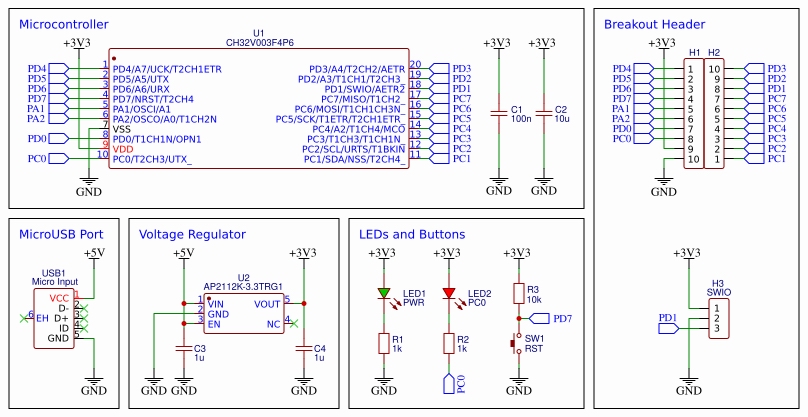 Microcontroller
U1
CH32V003F4P6
+3V3
PD4 1 PD4/A7/UCK/T2CH1ETR PD3/A4/T2CH2/AETR 20 PD3
PD5 2 PD5/A5/UTX PD2/A3/T1CH1/T2CH3_ 19 PD2
PD6 3 PD6/A6/URX PD1/SWIO/AETR2 18 PD1
PD7 4 PD7/NRST/T2CH4 PC7/MISO/T1CH2_ 17 PC7
PA1 5 PA1/OSCI/A1 PC6/MOSI/T1CH1CH3N_ 16 PC6
PA2 6 PA2/OSCO/A0/T1CH2N PC5/SCK/T1ETR/T2CH1ETR_ 15 PC5
7 VSS PC4/A2/T1CH4/MCO 14 PC4
PD0 8 PD0/T1CH1N/OPN1 PC3/T1CH3/T1CH1N_ 13 PC3
9 VDD PC2/SCL/URTS/T1BKIN 12 PC2
PC0 10 PC0/T2CH3/UTX_ PC1/SDA/NSS/T2CH4_ 11 PC1
GND
+3V3 +3V3
C1 C2
100n 10u
GND GND
Breakout Header
+3V3 H1 H2
PD4 1 10 PD3
PD5 2 9 PD2
PD6 3 8 PD1
PD7 4 7 PC7
PA1 5 6 PC6
PA2 6 5 PC5
PD0 7 4 PC4
PC0 8 3 PC3
9 2 PC2
10 1 PC1
GND
+3V3
H3
SWIO
1
PD1 2
3
GND
MicroUSB Port
+5V
USB1
Micro Input
VCC 1
D- 2
6 EH D+ 3
ID 4
GND 5
GND
Voltage Regulator
+5V +3V3
U2
AP2112K-3.3TRG1
1 VIN VOUT 5
2 GND
3 EN NC 4
C3 C4
1u 1u
GND GND GND
LEDs and Buttons
+3V3 +3V3 +3V3
LED1 LED2 R3
PWR PC0 10k
PD7
R1 R2 SW1
1k 1k RST
GND PC0 GND